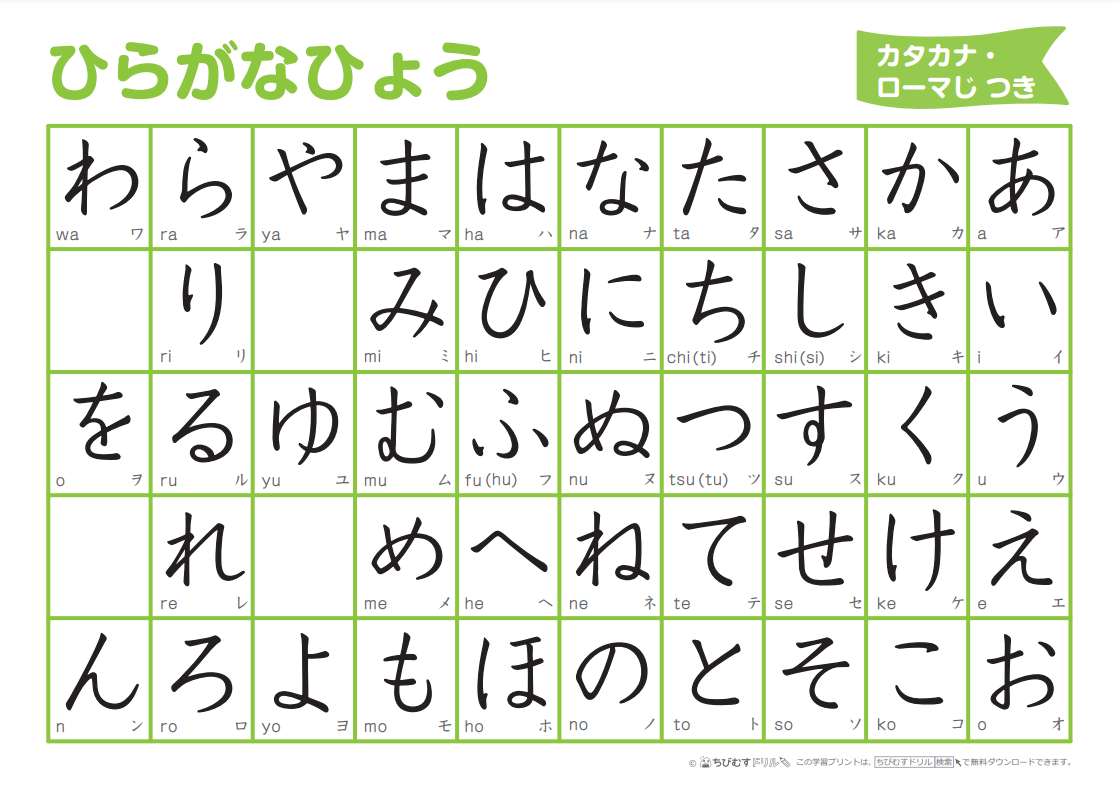 ひらがなひょう
カタカナ・
ローマじ つき
わ ら や ま は な た さ か あ
wa ワ ra ラ ya ヤ ma マ ha ハ na ナ ta タ sa サ ka カ a ア
り み ひ に ち し き い
ri リ mi ミ hi ヒ ni ニ chi(ti) チ shi(si) シ ki キ i イ
を る ゆ む ふ ぬ つ す く う
o ヲ ru ル yu ユ mu ム fu(hu) フ nu ヌ tsu(tu) ツ su ス ku ク u ウ
れ め へ ね て せ け え
re レ me メ he ヘ ne ネ te テ se セ ke ケ e エ
ん ろ よ も ほ の と そ こ お
n ン ro ロ yo ヨ mo モ ho ホ no ノ to ト so ソ ko コ o オ
© ちびむすドリル この学習プリントは、ちびむすドリル 検索 で無料ダウンロードできます。